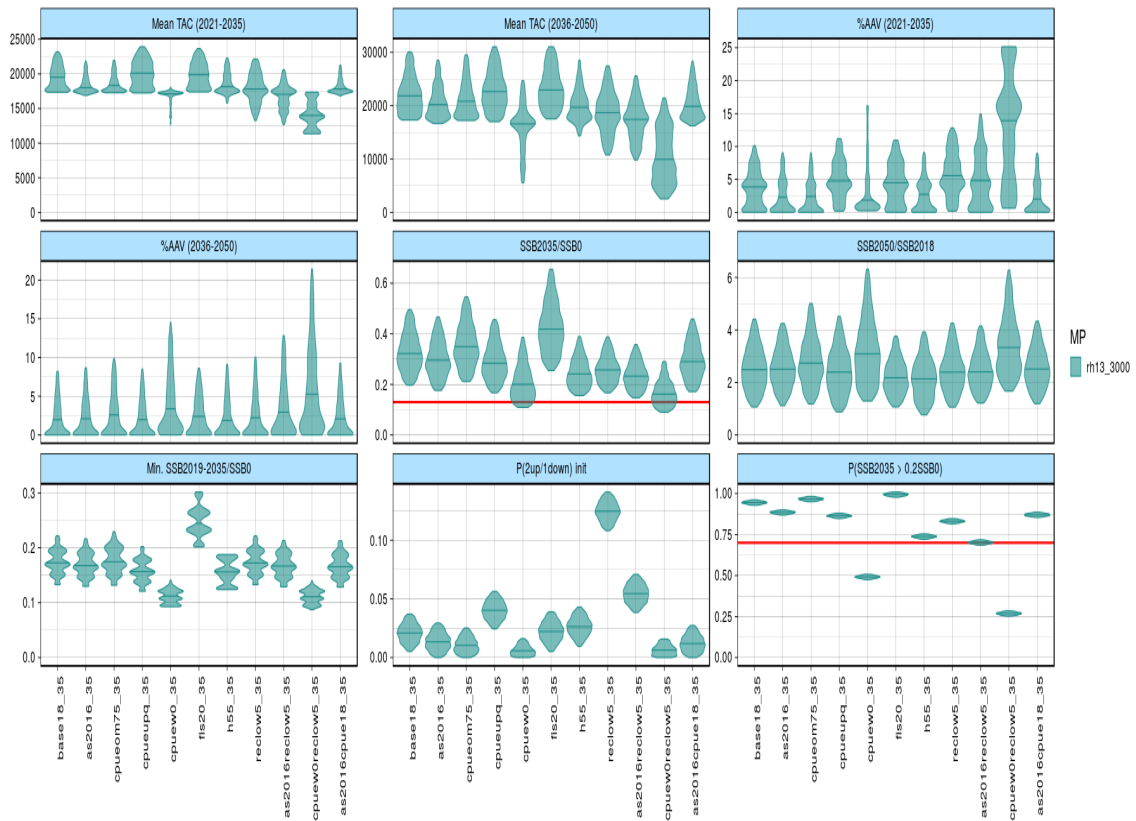 Mean TAC (2021-2035)
Mean TAC (2036-2050)
%AAV (2021-2035)
25000
20000
15000
10000
5000
0
30000
20000
10000
0
25
20
15
10
5
0
%AAV (2036-2050)
SSB2035/SSB0
SSB2050/SSB2018
20
15
10
5
0
0.6
0.4
0.2
0.0
6
4
2
0
MP
rh13_3000
Min. SSB2019-2035/SSB0
P(2up/1down) init
P(SSB2035 > 0.2SSB0)
0.3
0.2
0.1
0.0
0.10
0.05
0.00
1.00
0.75
0.50
0.25
0.00
base18_35
as2016_35
cpueom75_35
cpueupq_35
cpuew0_35
fis20_35
h55_35
reclow5_35
as2016reclow5_35
cpuew0reclow5_35
as2016cpue18_35
base18_35
as2016_35
cpueom75_35
cpueupq_35
cpuew0_35
fis20_35
h55_35
reclow5_35
as2016reclow5_35
cpuew0reclow5_35
as2016cpue18_35
base18_35
as2016_35
cpueom75_35
cpueupq_35
cpuew0_35
fis20_35
h55_35
reclow5_35
as2016reclow5_35
cpuew0reclow5_35
as2016cpue18_35